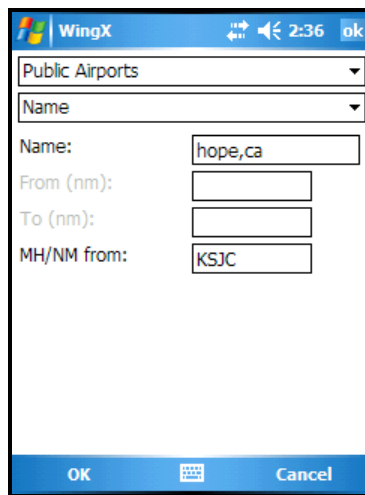 WingX 2:36 ok
Public Airports
Name
Name: hope,ca
From (nm):
To (nm):
MH/NM from: KSJC
OK Cancel